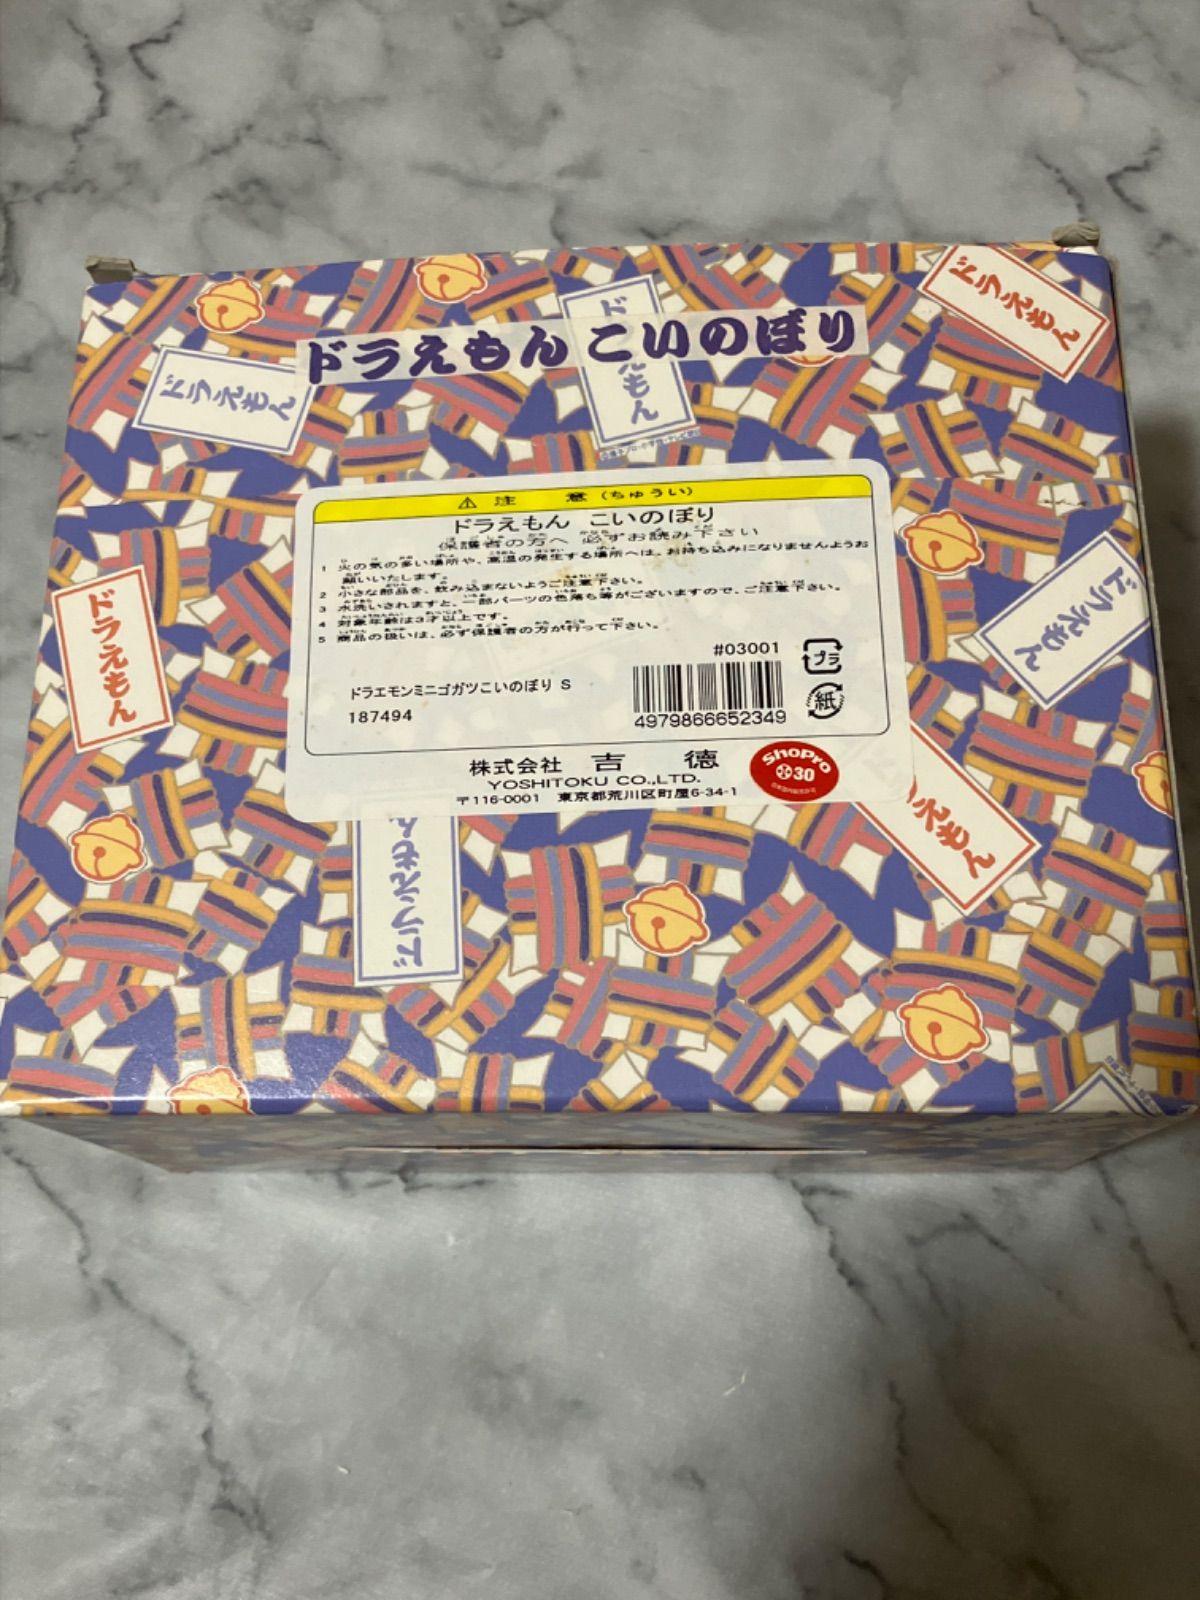 ドラえもん こいのぼり
ドラえもん
ドラえもん
ドラえもん
⚠ 注 意 (ちゅうい)
ドラえもん こいのぼり
保護者の方へ 必ずお読み下さい
1 火の気の多い場所や、高温の発生する場所へは、お持ち込みになりませんようお
願いいたします。
2 小さな部品を、飲み込まないようご注意下さい。
3 水洗いされますと、一部パーツの色落ち等がございますので、ご注意下さい。
4 対象年齢は3才以上です。
5 商品の扱いは、必ず保護者の方が行って下さい。
#03001
プラ
紙
ドラエモンミニゴガツこいのぼり S
187494
4979866652349
株式会社 吉 德
YOSHITOKU CO.,LTD.
〒116-0001 東京都荒川区町屋6-34-1
ShoPro
30
ドラえもん
ドラえもん
えもん
ドラえもん